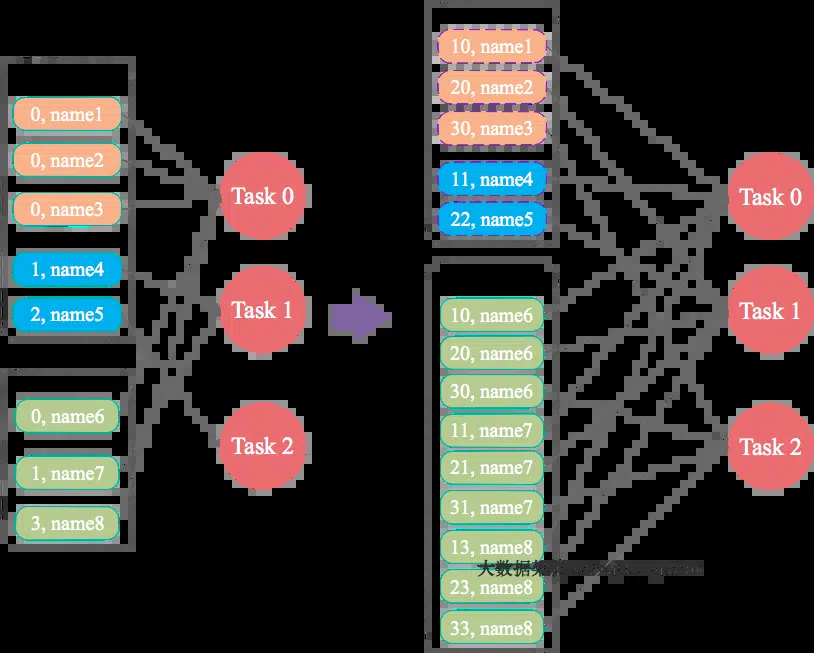 0, name1
0, name2
0, name3
1, name4
2, name5
0, name6
1, name7
3, name8
Task 0
Task 1
Task 2
10, name1
20, name2
30, name3
11, name4
22, name5
10, name6
20, name6
30, name6
11, name7
21, name7
31, name7
13, name8
大数据
23, name8
33, name8
Task 0
Task 1
Task 2